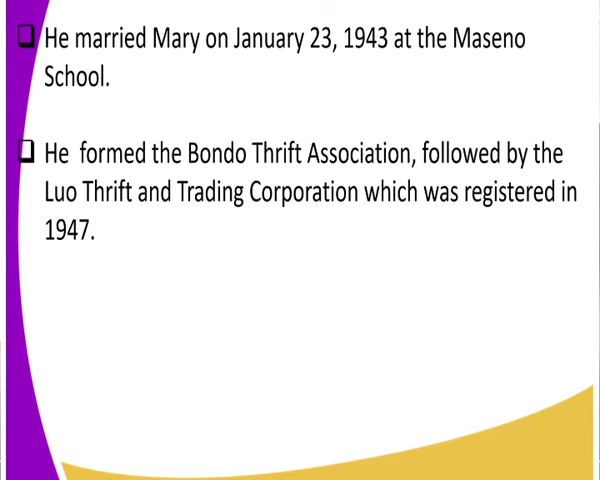 He married Mary on January 23, 1943 at the Maseno
School.
He formed the Bondo Thrift Association, followed by the
Luo Thrift and Trading Corporation which was registered in
1947.